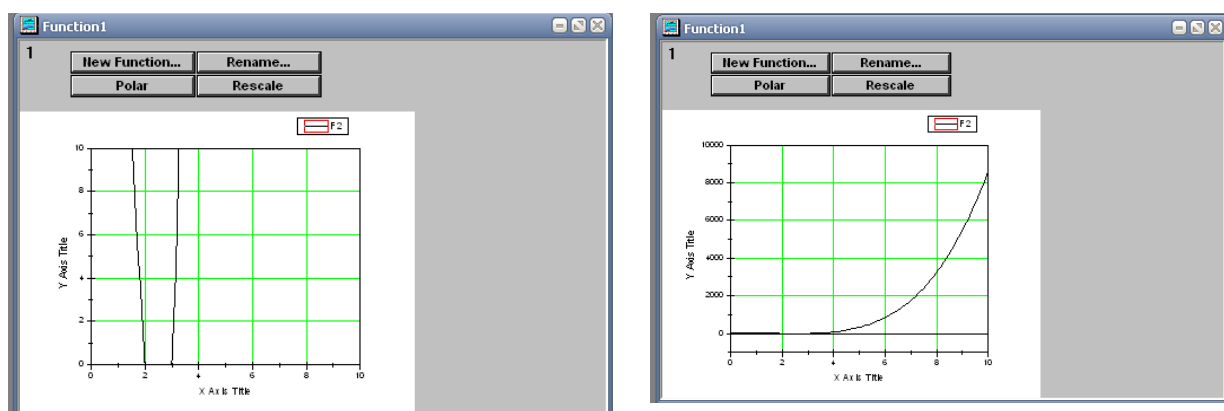 Function1
1
New Function...
Rename...
Polar
Rescale
F2
10
8
6
4
2
0
Y Axis Title
0 2 4 6 8 10
X Axis Title
Function1
1
New Function...
Rename...
Polar
Rescale
F2
10000
8000
6000
4000
2000
0
Y Axis Title
0 2 4 6 8 10
X Axis Title